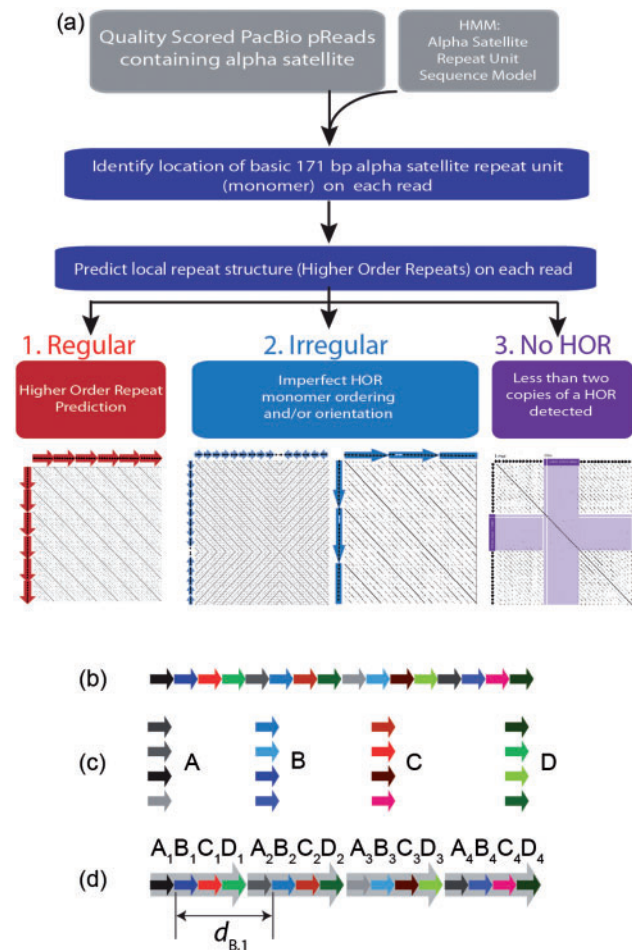 (a)
Quality Scored PacBio pReads
containing alpha satellite
HMM:
Alpha Satellite
Repeat Unit
Sequence Model
Identify location of basic 171 bp alpha satellite repeat unit
(monomer) on each read
Predict local repeat structure (Higher Order Repeats) on each read
1. Regular
Higher Order Repeat
Prediction
2. Irregular
Imperfect HOR
monomer ordering
and/or orientation
3. No HOR
Less than two
copies of a HOR
detected
(b)
(c)
A
B
C
D
A₁B₁C₁D₁ A₂B₂C₂D₂ A₃B₃C₃D₃ A₄B₄C₄D₄
(d)
d_B,1